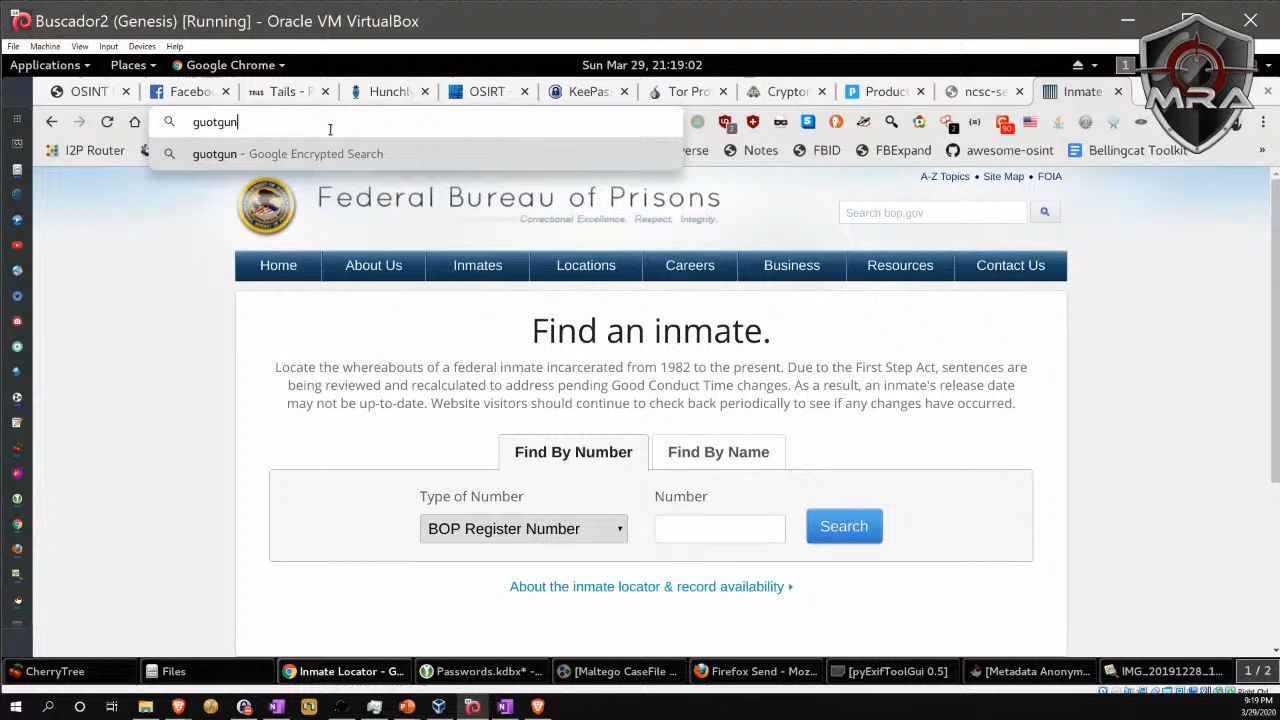 Buscador2 (Genesis) [Running] - Oracle VM VirtualBox
File Machine View Input Devices Help
Applications Places Google Chrome Sun Mar 29, 21:19:02 1
OSINT Facebo Tails - P Hunchly OSIRT - KeePass Tor Pro Crypton Product ncsc-se Inmate
guotgun
I2P Router verse Notes FBID FBExpand awesome-osint Bellingcat Toolkit »
guotgun - Google Encrypted Search
MRA
A-Z Topics • Site Map • FOIA
Federal Bureau of Prisons
Correctional Excellence. Respect. Integrity.
Search bop.gov
Home About Us Inmates Locations Careers Business Resources Contact Us
Find an inmate.
Locate the whereabouts of a federal inmate incarcerated from 1982 to the present. Due to the First Step Act, sentences are
being reviewed and recalculated to address pending Good Conduct Time changes. As a result, an inmate's release date
may not be up-to-date. Website visitors should continue to check back periodically to see if any changes have occurred.
Find By Number Find By Name
Type of Number Number
BOP Register Number Search
About the inmate locator & record availability
CherryTree Files Inmate Locator - G... Passwords.kdbx* -... [Maltego CaseFile ... Firefox Send - Moz... [pyExifToolGui 0.5] [Metadata Anonym... IMG_20191228_1... 1 / 2
Right Ctrl
9:19 PM
3/29/2020